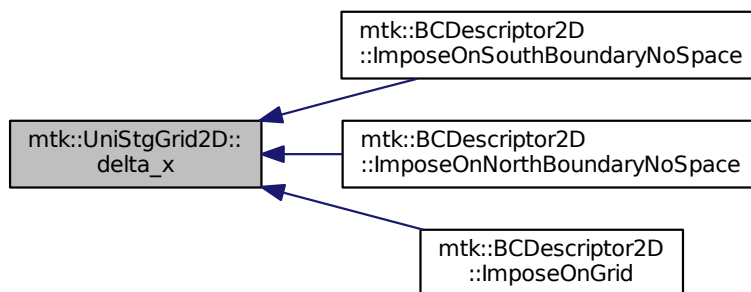 mtk::UniStgGrid2D::
delta_x
mtk::BCDescriptor2D
::ImposeOnSouthBoundaryNoSpace
mtk::BCDescriptor2D
::ImposeOnNorthBoundaryNoSpace
mtk::BCDescriptor2D
::ImposeOnGrid